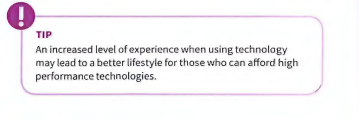 !
TIP
An increased level of experience when using technology
may lead to a better lifestyle for those who can afford high
performance technologies.